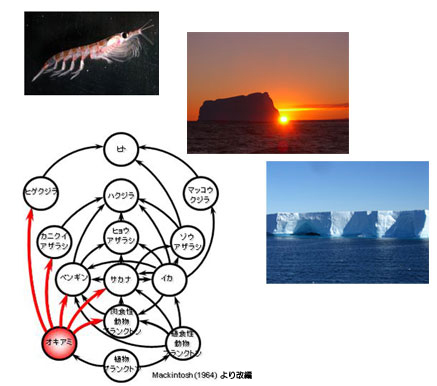 ヒト
ヒゲクジラ
ハクジラ
マッコウ
クジラ
カニクイ
アザラシ
ヒョウ
アザラシ
ゾウ
アザラシ
ペンギン
サカナ
イカ
オキアミ
肉食性
動物
プランクトン
植食性
動物
プランクトン
植物
プランクトン
Mackintosh(1964) より改編